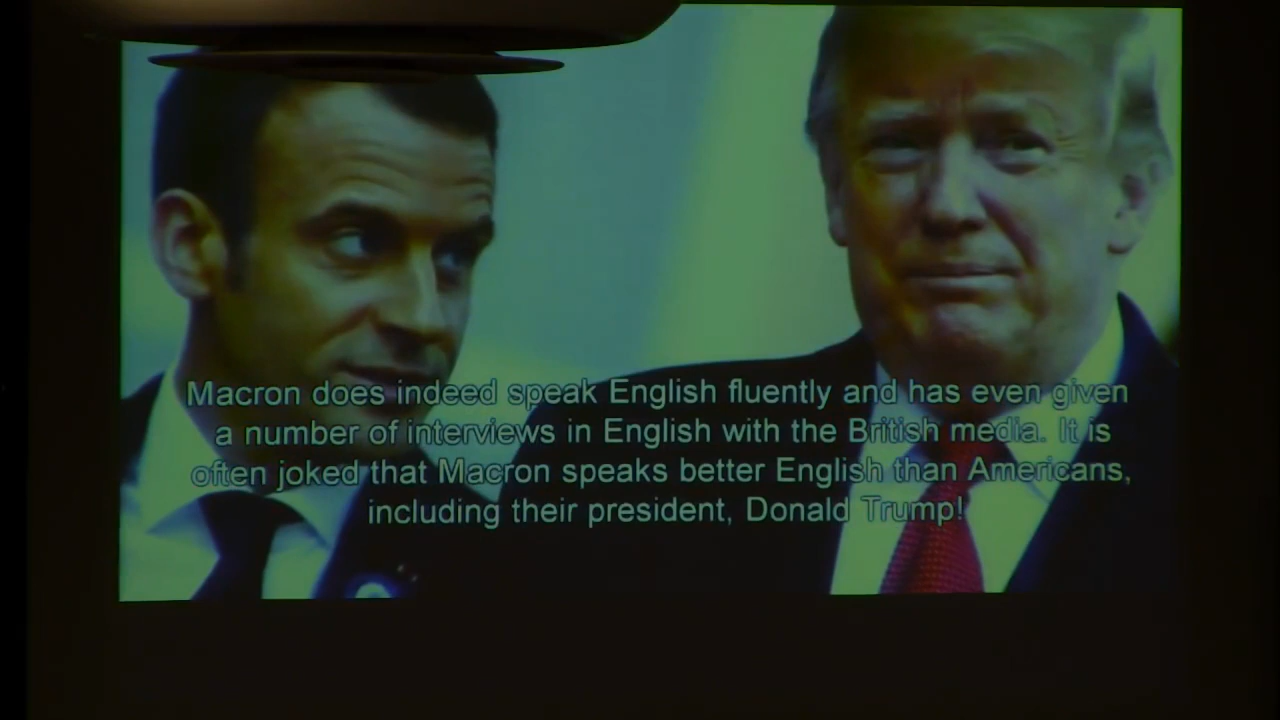 Macron does indeed speak English fluently and has even given
a number of interviews in English with the British media. It is
often joked that Macron speaks better English than Americans,
including their president, Donald Trump!